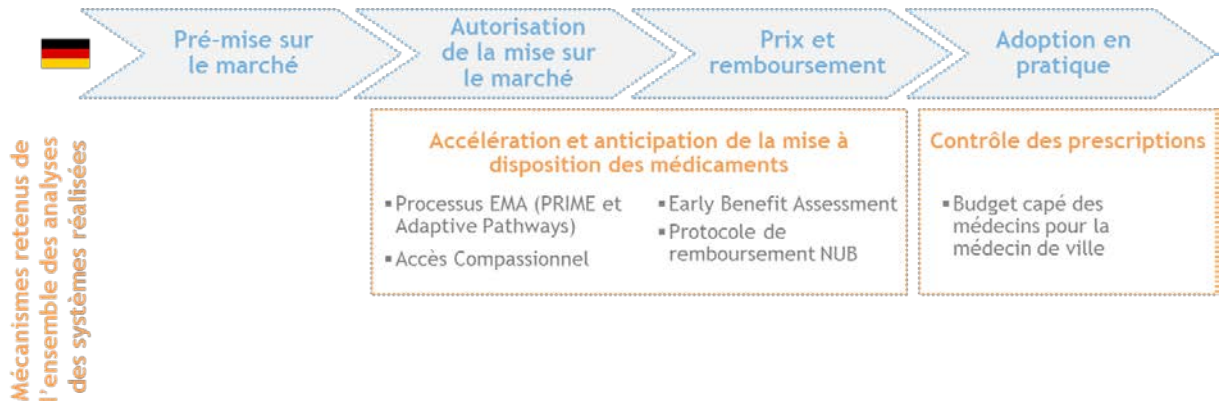 Pré-mise sur
le marché
Autorisation
de la mise sur
le marché
Prix et
remboursement
Adoption en
pratique
Mécanismes retenus de
l'ensemble des analyses
des systèmes réalisées
Accélération et anticipation de la mise à
disposition des médicaments
▪Processus EMA (PRIME et
Adaptive Pathways)
▪Accès Compassionnel
▪Early Benefit Assessment
▪Protocole de
remboursement NUB
Contrôle des prescriptions
▪Budget capé des
médecins pour la
médecin de ville